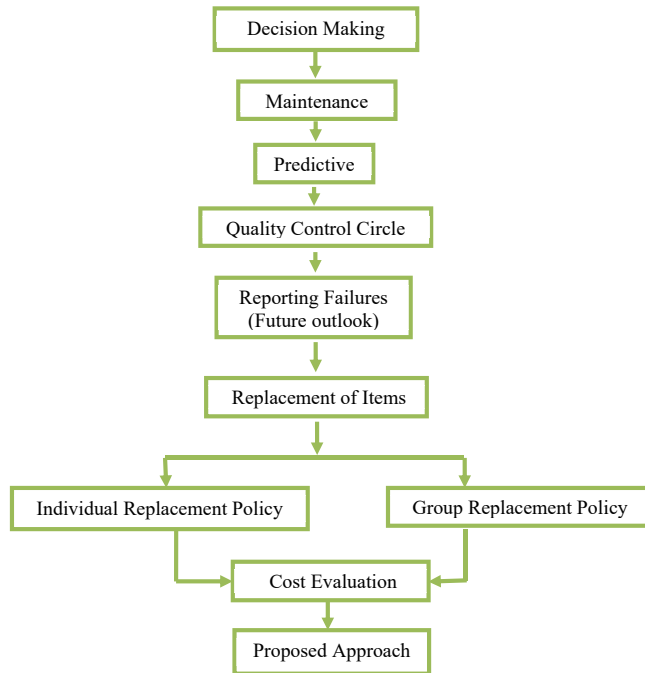 Decision Making
Maintenance
Predictive
Quality Control Circle
Reporting Failures
(Future outlook)
Replacement of Items
Individual Replacement Policy
Group Replacement Policy
Cost Evaluation
Proposed Approach